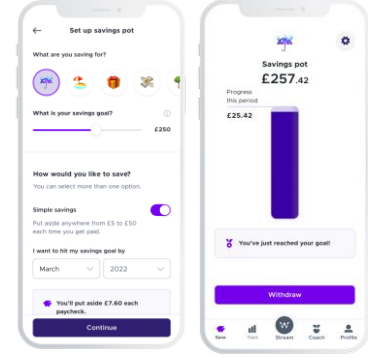 Set up savings pot
What are you saving for?
What is your savings goal?
£250
How would you like to save?
You can select more than one option.
Simple savings
Put aside anywhere from £5 to £50
each time you get paid.
I want to hit my savings goal by
March
2022
You'll put aside £7.60 each
paycheck.
Continue
Savings pot
£257.42
Progress
this period
£25.42
You've just reached your goal!
Withdraw
Save
Track
W
Stream
Coach
Profile